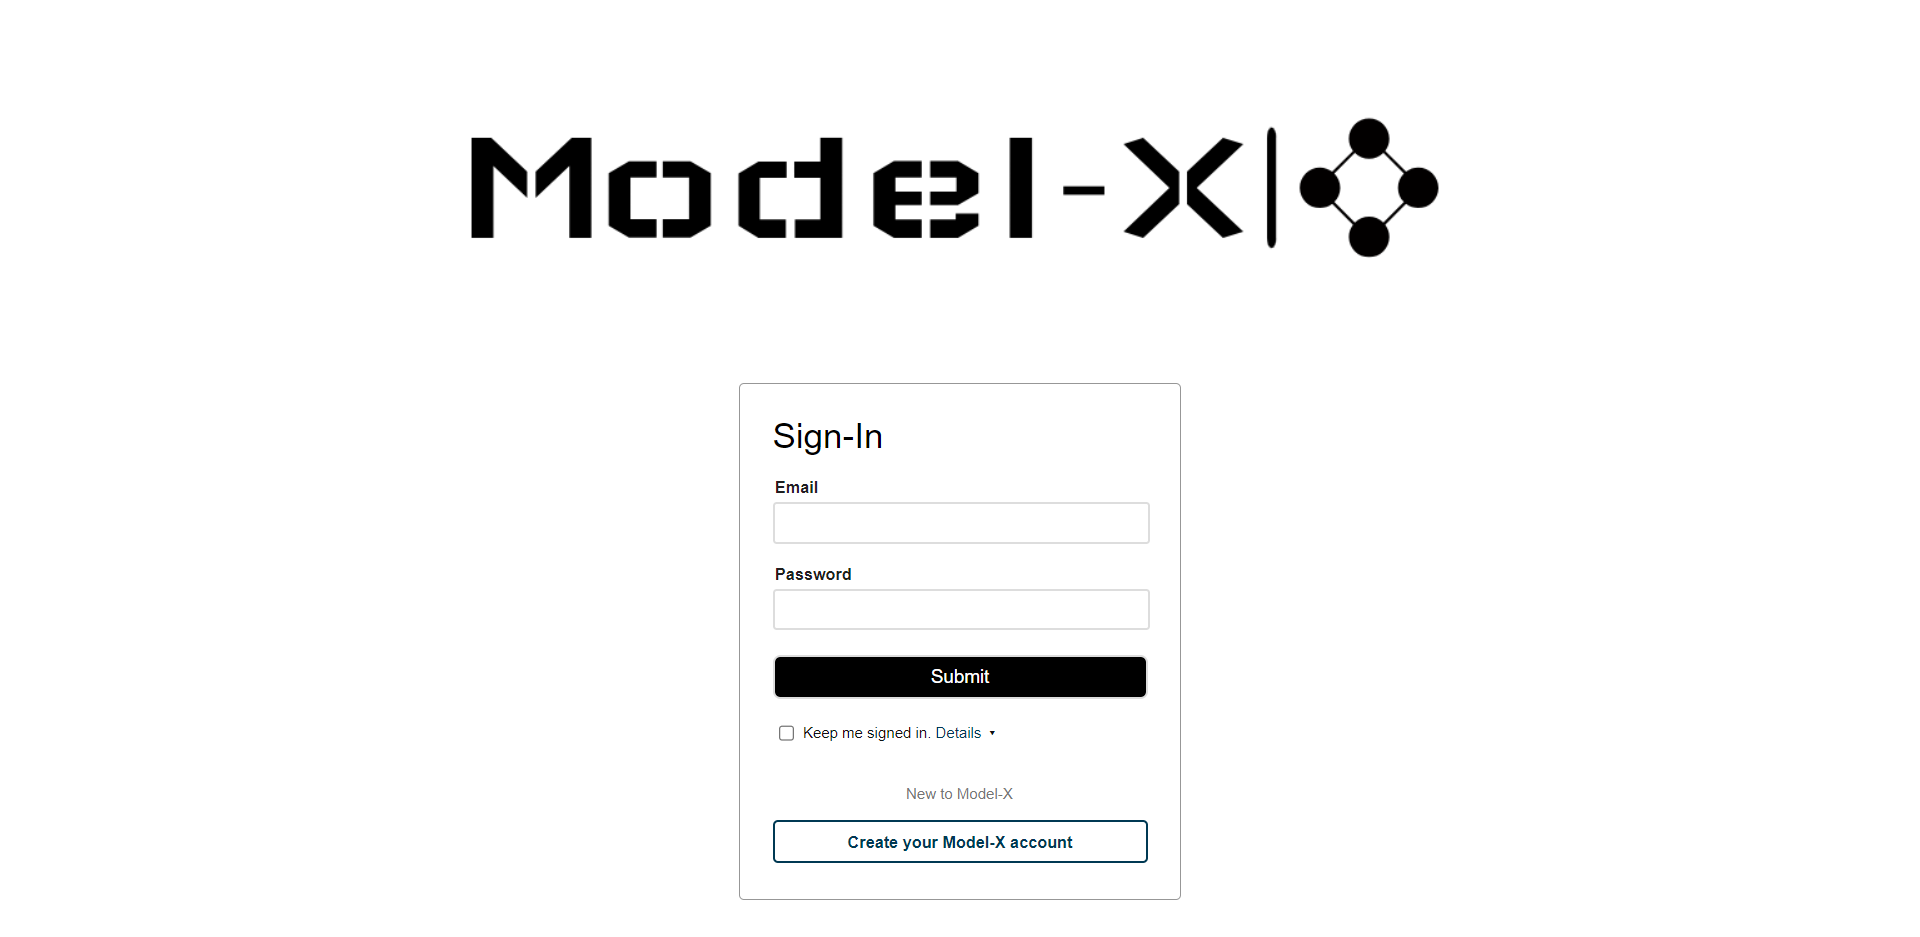 Model-X
Sign-In
Email
Password
Submit
Keep me signed in. Details
New to Model-X
Create your Model-X account